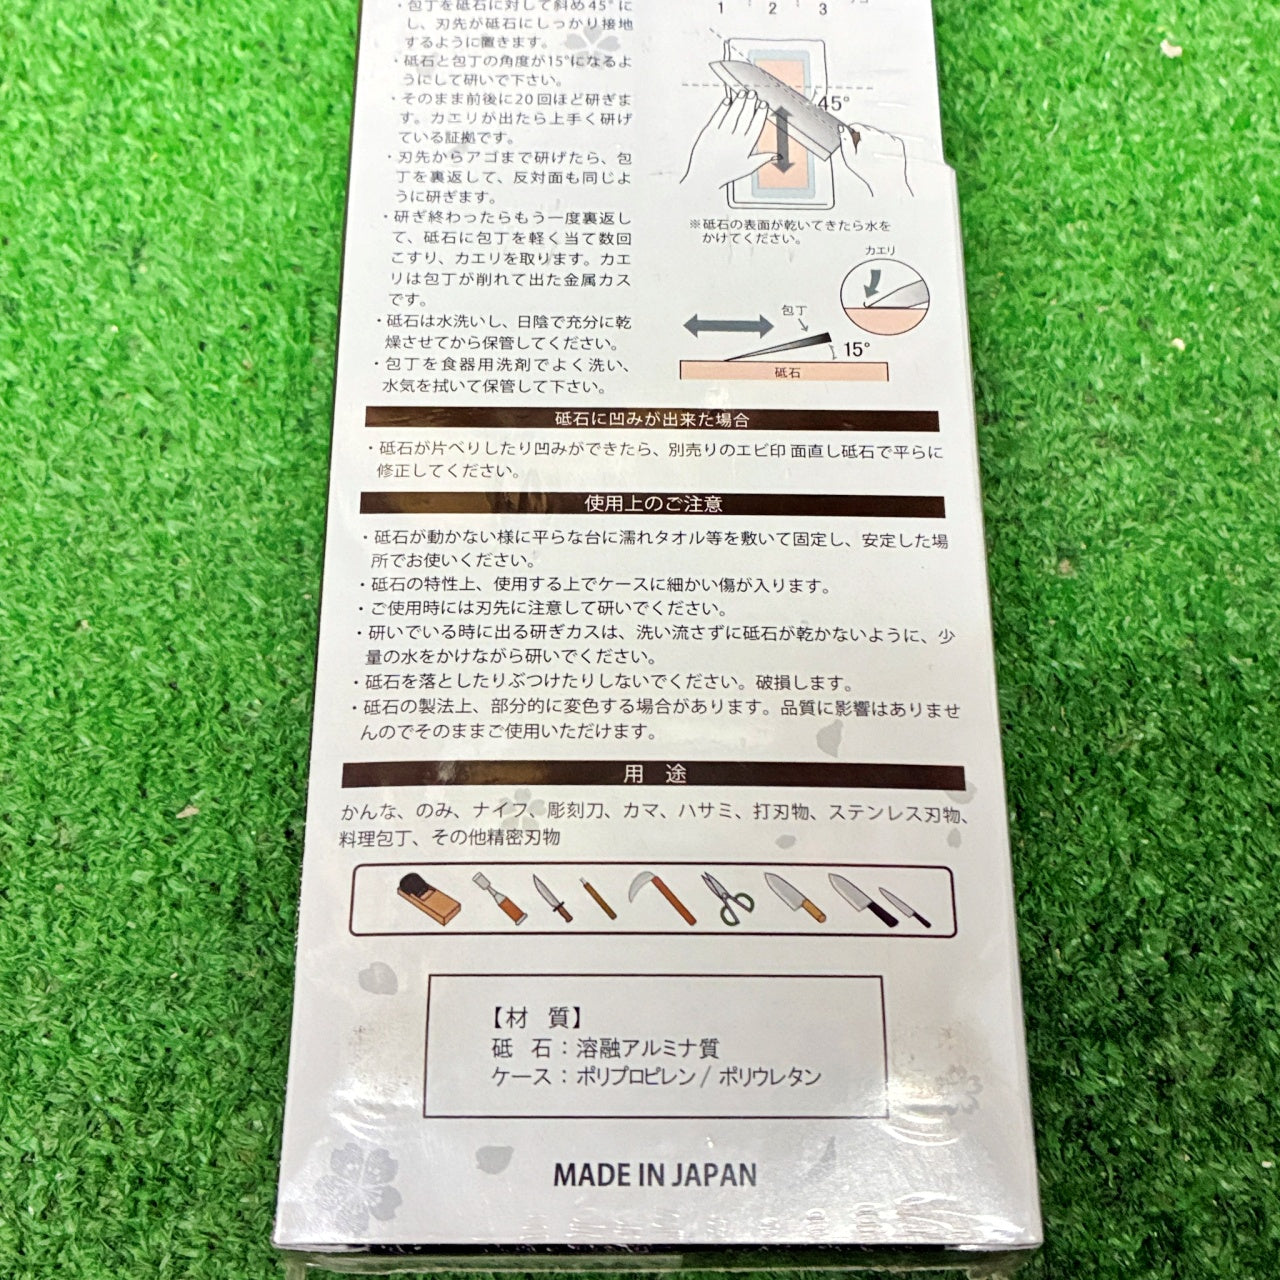 ・包丁を砥石に対して斜め45°に
し、刃先が砥石にしっかり接地
するように置きます。
・砥石と包丁の角度が15°になるよ
うにして研いで下さい。
・そのまま前後に20回ほど研ぎま
す。カエリが出たら上手く研げ
ている証拠です。
・刃先からアゴまで研げたら、包
丁を裏返して、反対面も同じよ
うに研ぎます。
・研ぎ終わったらもう一度裏返し
て、砥石に包丁を軽く当て数回
こすり、カエリを取ります。カエ
リは包丁が削れて出た金属カス
です。
・砥石は水洗いし、日陰で充分に乾
燥させてから保管してください。
・包丁を食器用洗剤でよく洗い、
水気を拭いて保管して下さい。
1 : 2 : 3
45°
※砥石の表面が乾いてきたら水を
かけてください。
カエリ
包丁
15°
砥石
砥石に凹みが出来た場合
・砥石が片べりしたり凹みができたら、別売りのエビ印 面直し砥石で平らに
修正してください。
使用上のご注意
・砥石が動かない様に平らな台に濡れタオル等を敷いて固定し、安定した場
所でお使いください。
・砥石の特性上、使用する上でケースに細かい傷が入ります。
・ご使用時には刃先に注意して研いでください。
・研いでいる時に出る研ぎカスは、洗い流さずに砥石が乾かないように、少
量の水をかけながら研いでください。
・砥石を落としたりぶつけたりしないでください。破損します。
・砥石の製法上、部分的に変色する場合があります。品質に影響はありませ
んのでそのままご使用いただけます。
用 途
かんな、のみ、ナイフ、彫刻刀、カマ、ハサミ、打刃物、ステンレス刃物、
料理包丁、その他精密刃物
【材 質】
砥 石：溶融アルミナ質
ケース：ポリプロピレン / ポリウレタン
MADE IN JAPAN